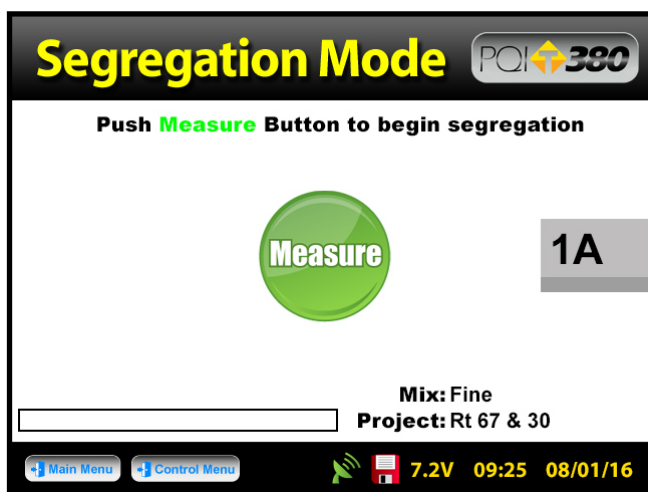 Segregation Mode PQI 380
Push Measure Button to begin segregation
Measure
1A
Mix: Fine
Project: Rt 67 & 30
Main Menu Control Menu 7.2V 09:25 08/01/16